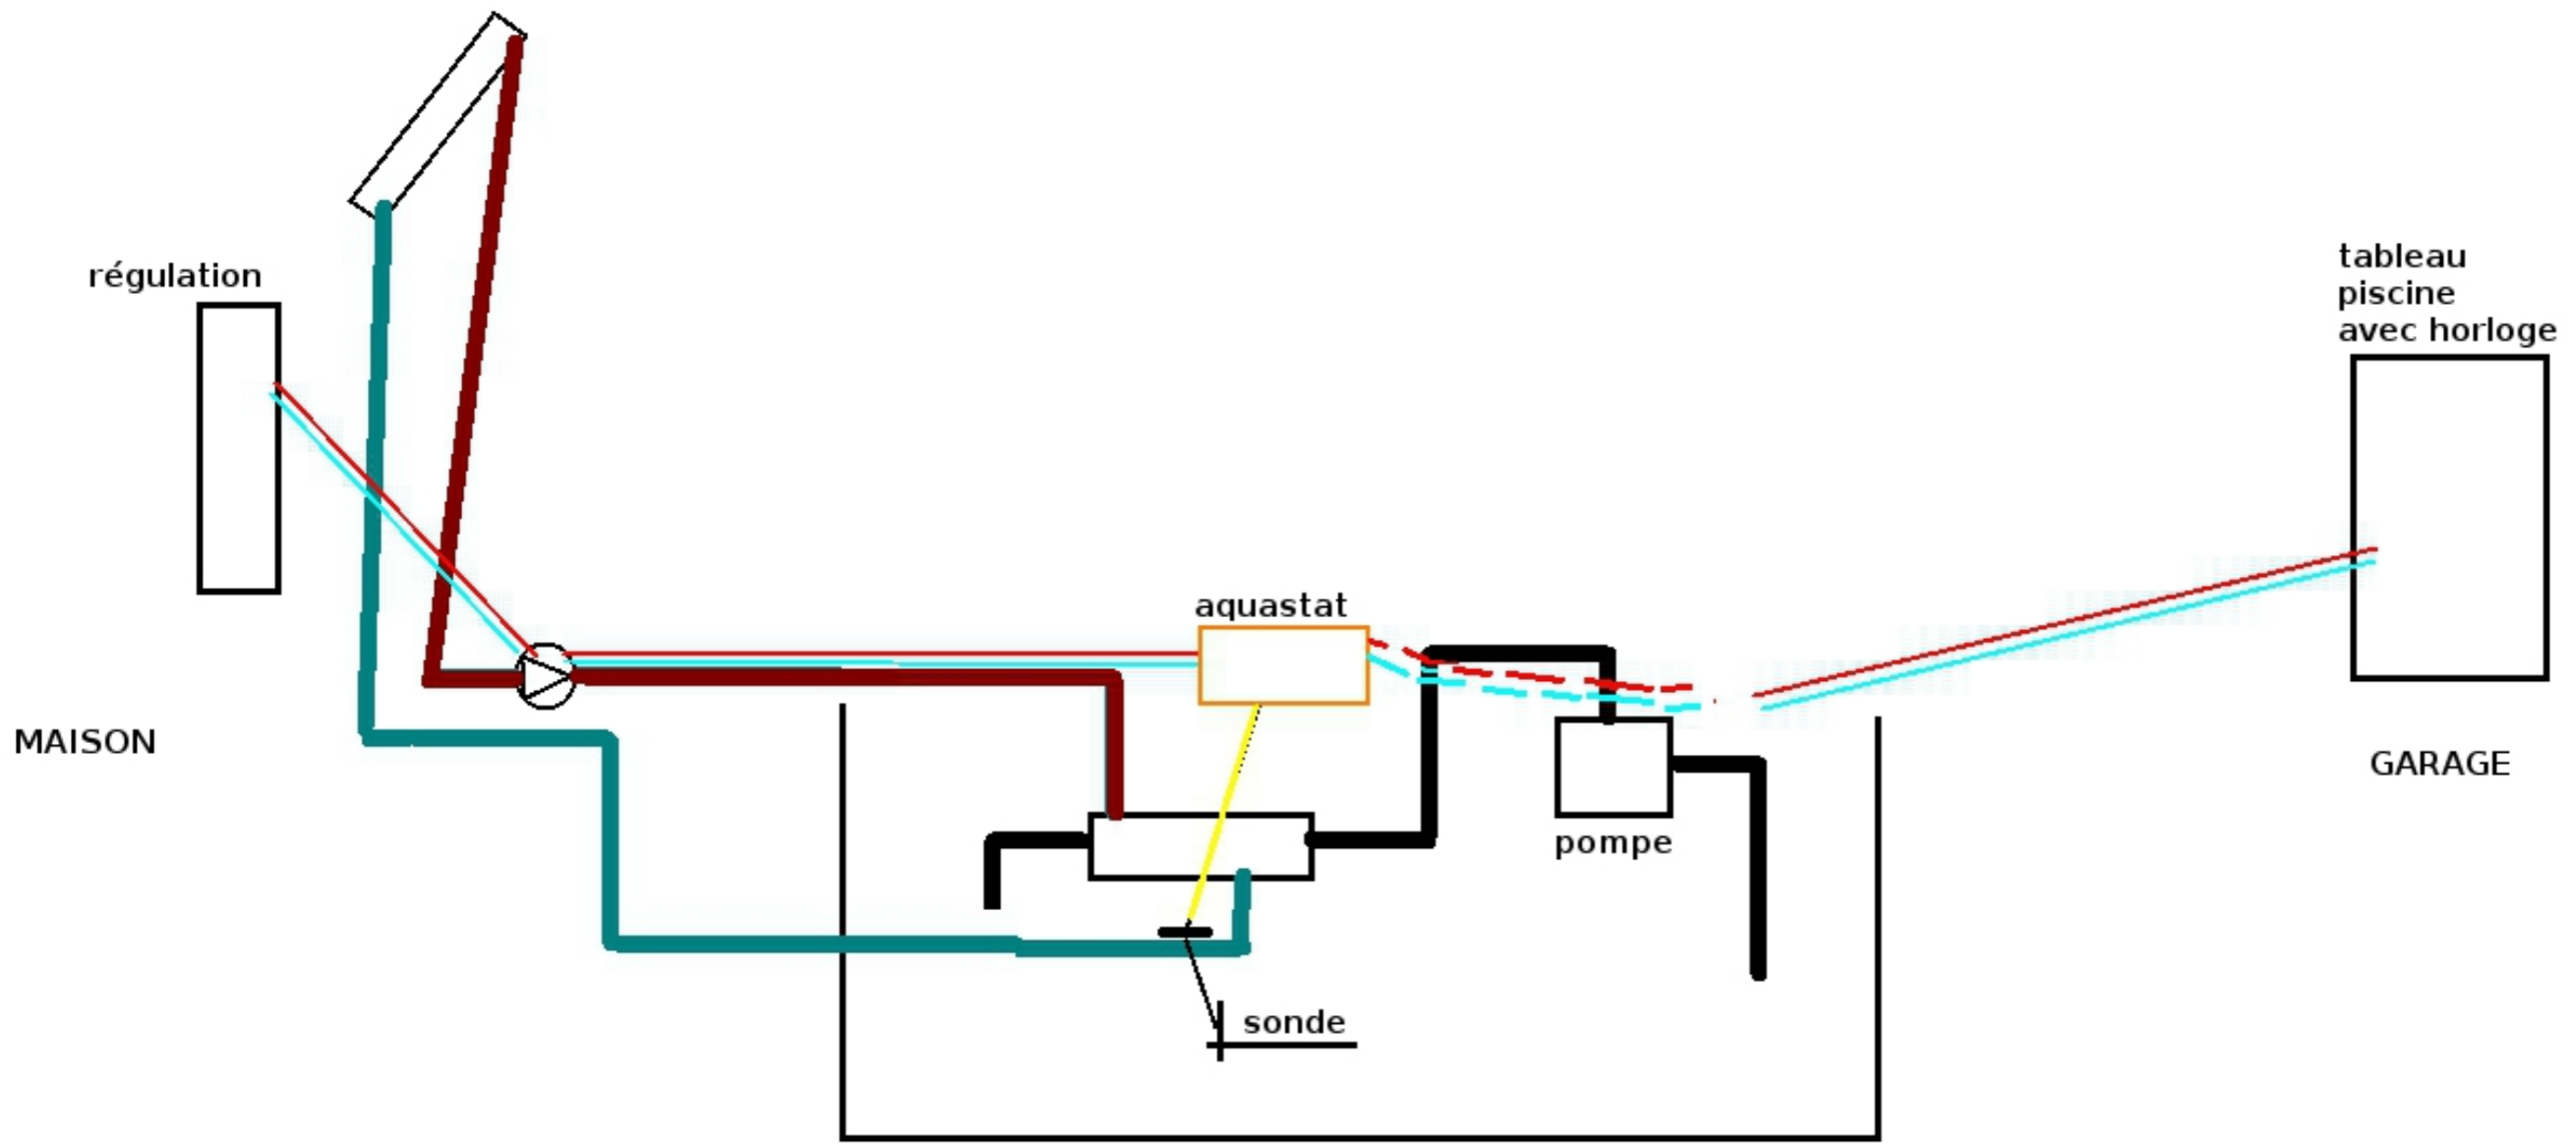 régulation
tableau
piscine
avec horloge
aquastat
MAISON
GARAGE
pompe
sonde